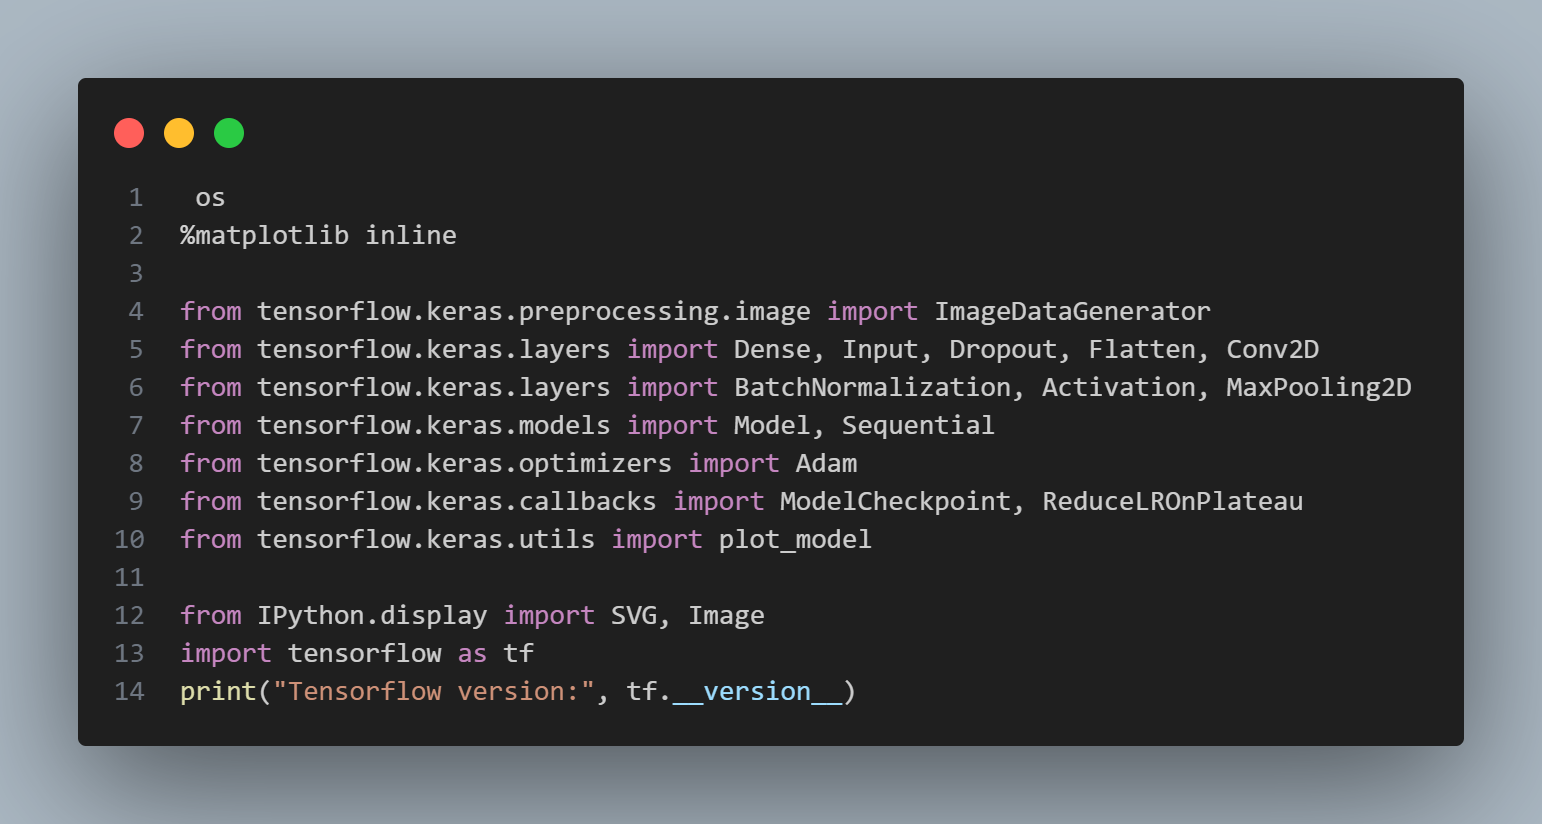 1 os
2 %matplotlib inline
3
4 from tensorflow.keras.preprocessing.image import ImageDataGenerator
5 from tensorflow.keras.layers import Dense, Input, Dropout, Flatten, Conv2D
6 from tensorflow.keras.layers import BatchNormalization, Activation, MaxPooling2D
7 from tensorflow.keras.models import Model, Sequential
8 from tensorflow.keras.optimizers import Adam
9 from tensorflow.keras.callbacks import ModelCheckpoint, ReduceLROnPlateau
10 from tensorflow.keras.utils import plot_model
11
12 from IPython.display import SVG, Image
13 import tensorflow as tf
14 print("Tensorflow version:", tf.__version__)